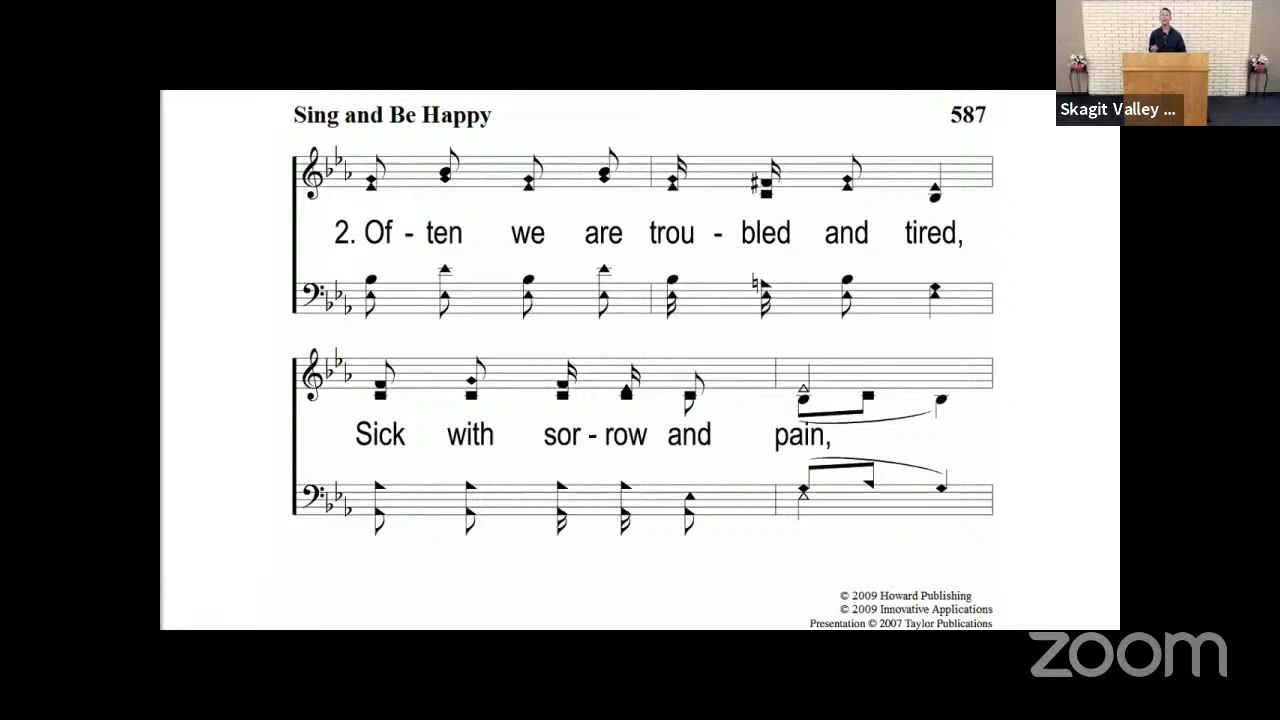 Sing and Be Happy 587
2. Of - ten we are trou - bled and tired,
Sick with sor - row and pain,
© 2009 Howard Publishing
© 2009 Innovative Applications
Presentation © 2007 Taylor Publications
Skagit Valley ...
zoom